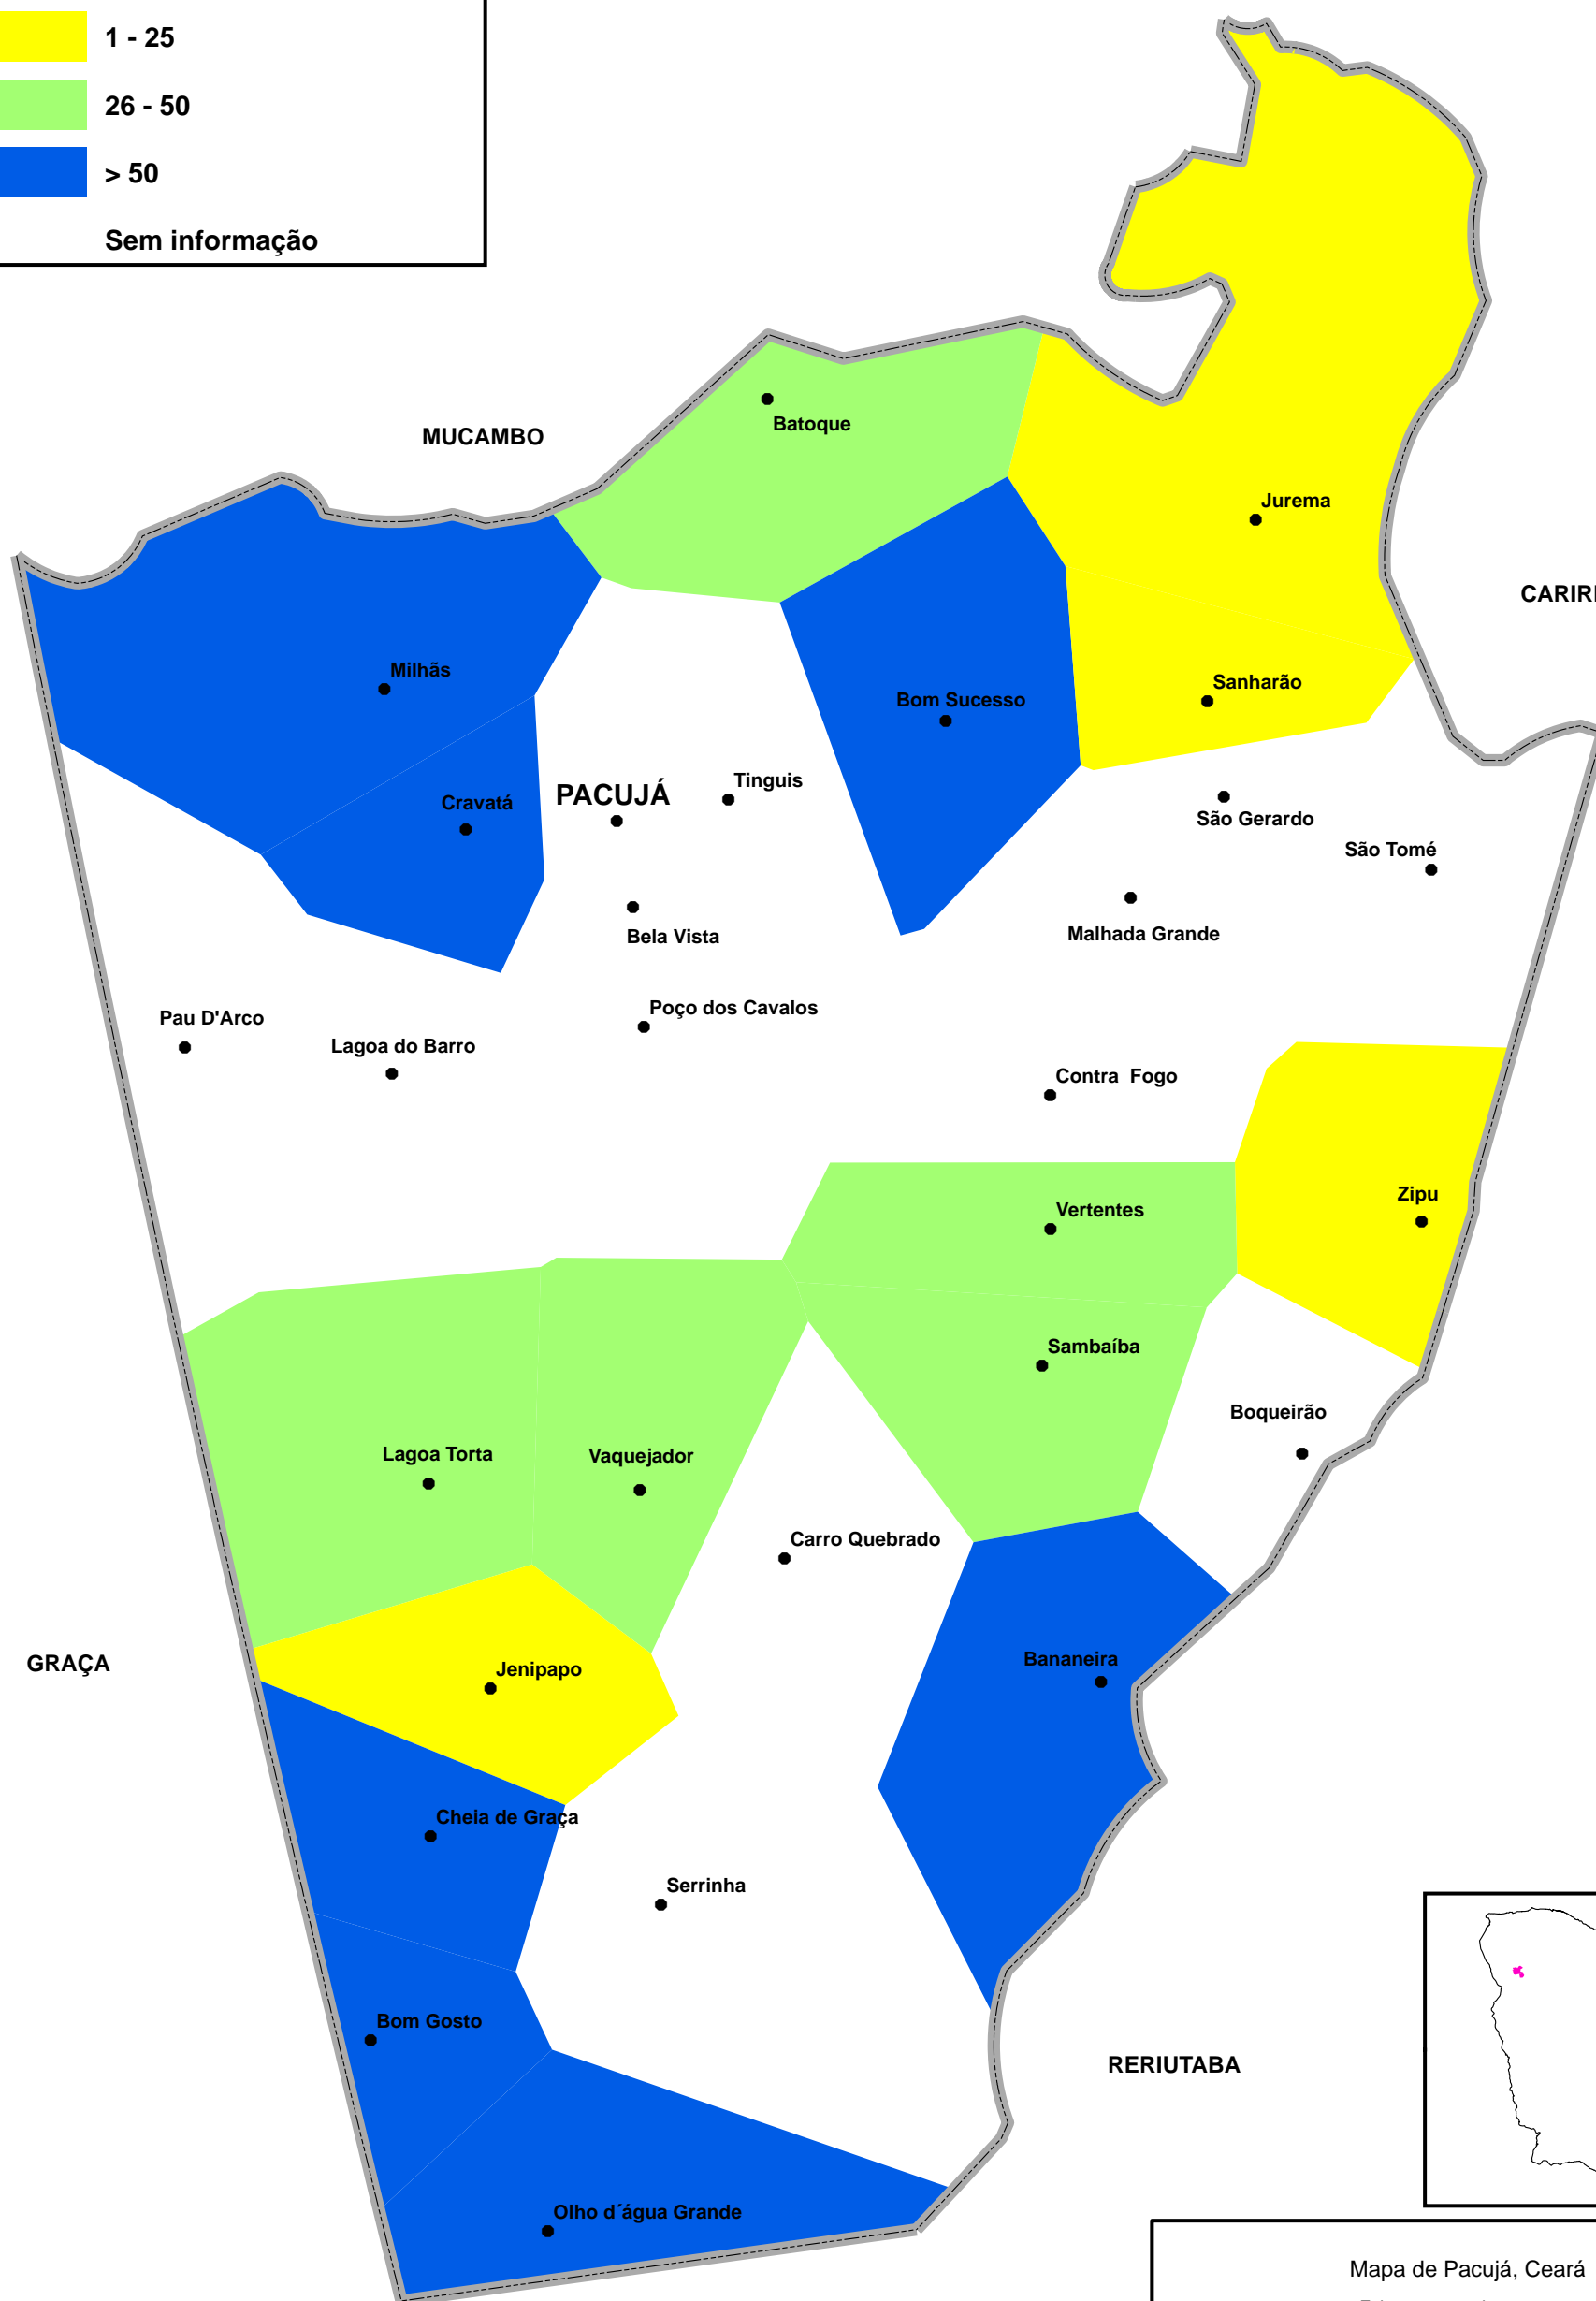 1 - 25
26 - 50
> 50
Sem informação
MUCAMBO
Batoque
Jurema
Milhãs
Sanharão
Bom Sucesso
Tinguis
PACUJÁ
Cravatá
São Gerardo
São Tomé
Bela Vista
Malhada Grande
Poço dos Cavalos
Pau D'Arco
Lagoa do Barro
Contra  Fogo
Zipu
Vertentes
Sambaíba
Boqueirão
Lagoa Torta
Vaquejador
Carro Quebrado
GRAÇA
Bananeira
Jenipapo
Cheia de Graça
Serrinha
Bom Gosto
RERIUTABA
Olho d´água Grande
Mapa de Pacujá, Ceará